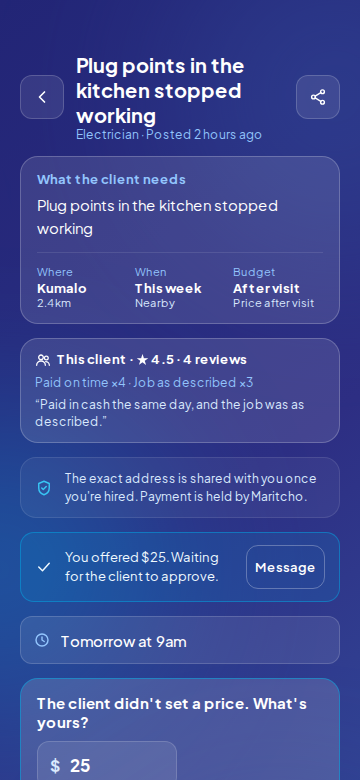 Plug points in the
kitchen stopped
working
Electrician · Posted 2 hours ago
What the client needs
Plug points in the kitchen stopped
working
Where
When
Budget
Kumalo
This week
After visit
2.4km
Nearby
Price after visit
This client · ★ 4.5 · 4 reviews
Paid on time ×4 · Job as described ×3
“Paid in cash the same day, and the job was as
described.”
The exact address is shared with you once
you're hired. Payment is held by Maritcho.
You offered $25. Waiting
for the client to approve.
Message
Tomorrow at 9am
The client didn't set a price. What's
yours?
$ 25